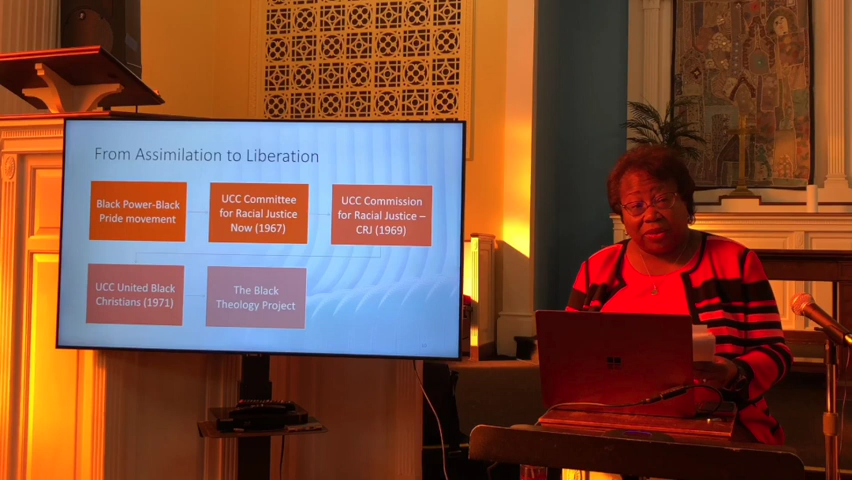 From Assimilation to Liberation
Black Power-Black
Pride movement
UCC Committee
for Racial Justice
Now (1967)
UCC Commission
for Racial Justice –
CRJ (1969)
UCC United Black
Christians (1971)
The Black
Theology Project